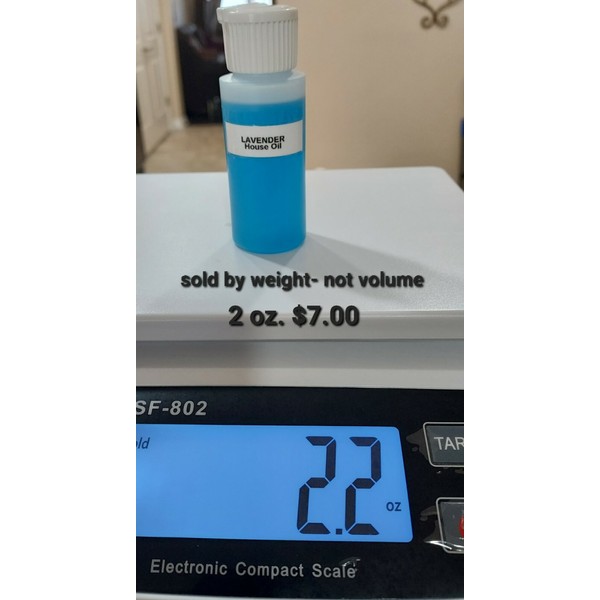 LAVENDER
House Oil
sold by weight- not volume
2 oz. $7.00
SF-802
ld
TAR
2.2 oz
Electronic Compact Scale